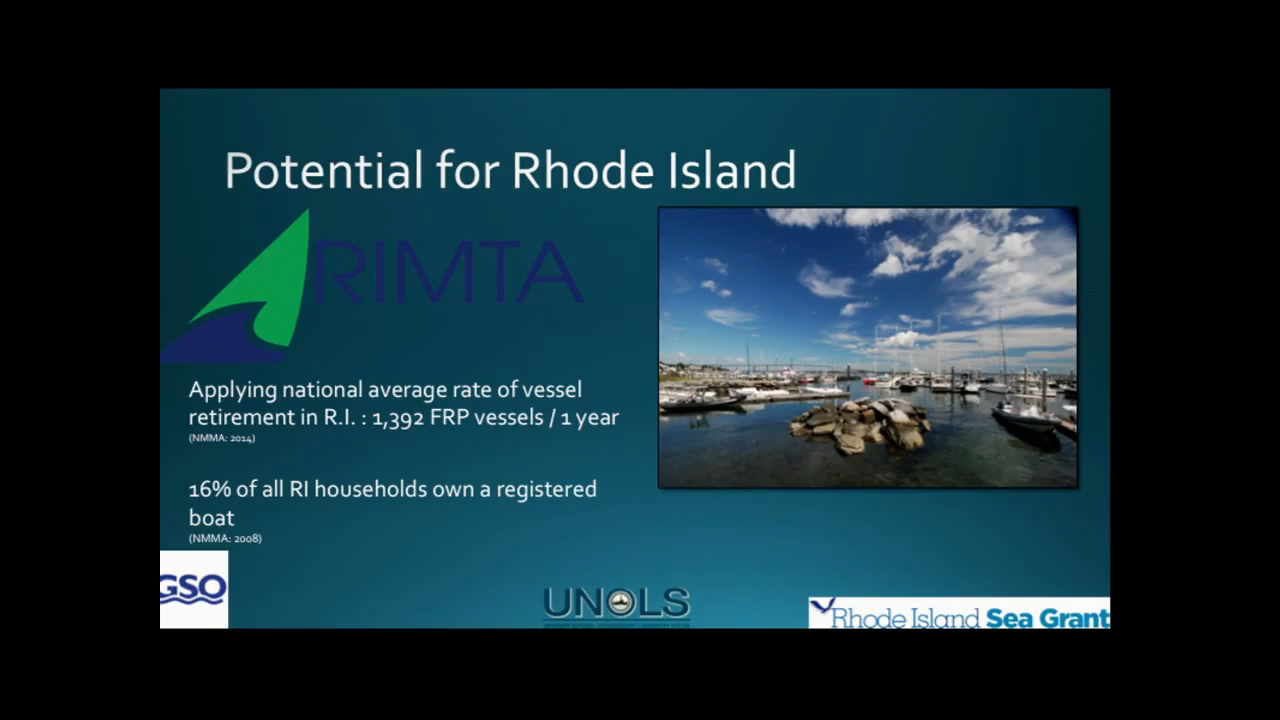 Potential for Rhode Island
RIMTA
Applying national average rate of vessel
retirement in R.I. : 1,392 FRP vessels / 1 year
(NMMA: 2014)
16% of all RI households own a registered
boat
(NMMA: 2008)
GSO
UNOLS
Rhode Island Sea Grant